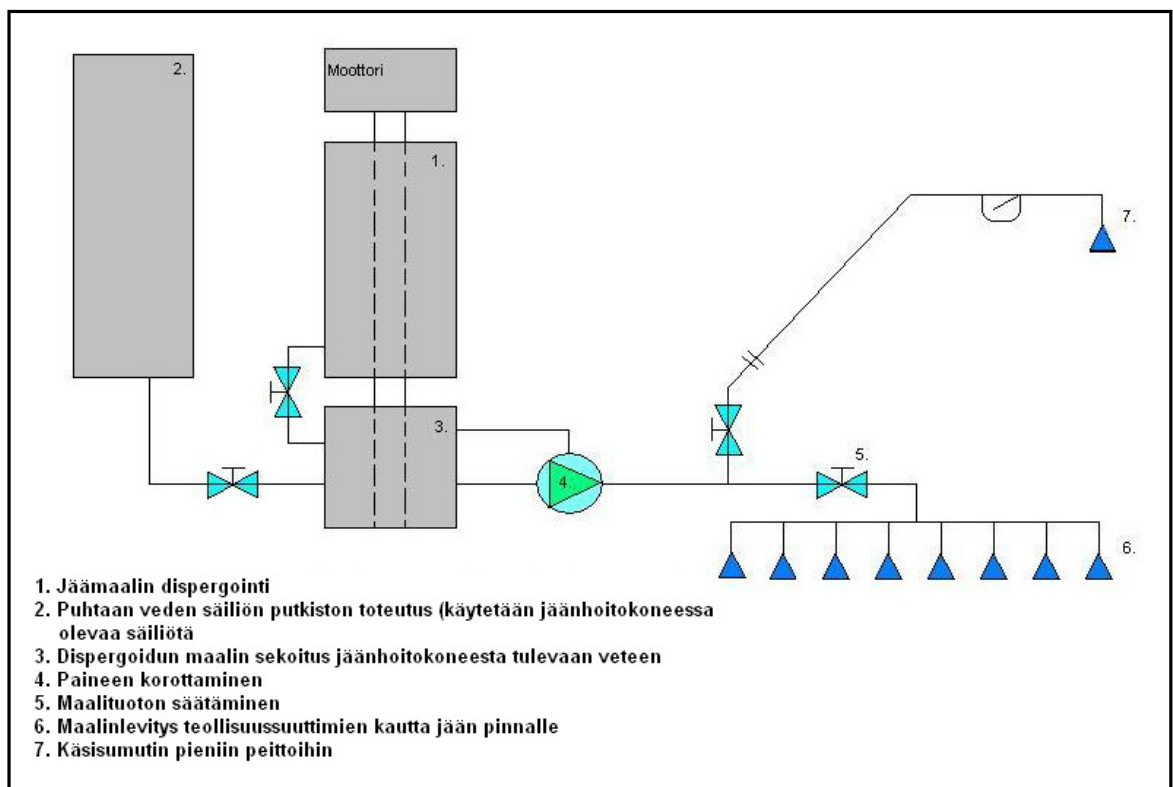 2.
Moottori
1.
7.
3.
4.
5.
6.
1. Jäämaalin dispergointi
2. Puhtaan veden säiliön putkiston toteutus (käytetään jäänhoitokoneessa
olevaa säiliötä
3. Dispergoidun maalin sekoitus jäänhoitokoneesta tulevaan veteen
4. Paineen korottaminen
5. Maalituoton säätäminen
6. Maalinlevitys teollisuussuuttimien kautta jään pinnalle
7. Käsisumutin pieniin peittoihin